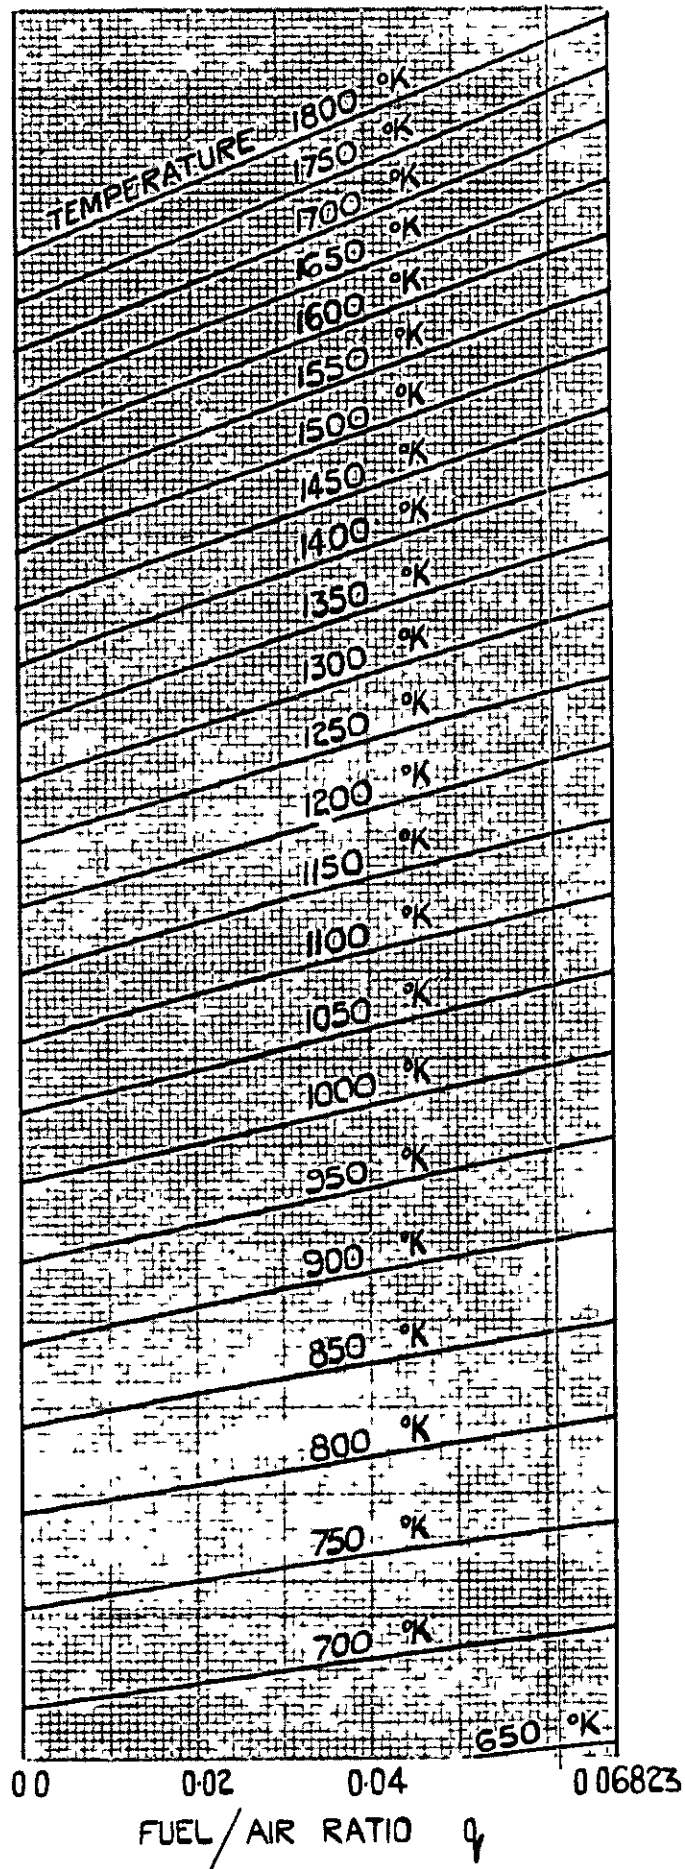 TEMPERATURE 1800 °K
1750 °K
1700 °K
1650 °K
1600 °K
1550 °K
1500 °K
1450 °K
1400 °K
1350 °K
1300 °K
1250 °K
1200 °K
1150 °K
1100 °K
1050 °K
1000 °K
950 °K
900 °K
850 °K
800 °K
750 °K
700 °K
650 °K
0 0 0·02 0·04 0 06823
FUEL/AIR RATIO q